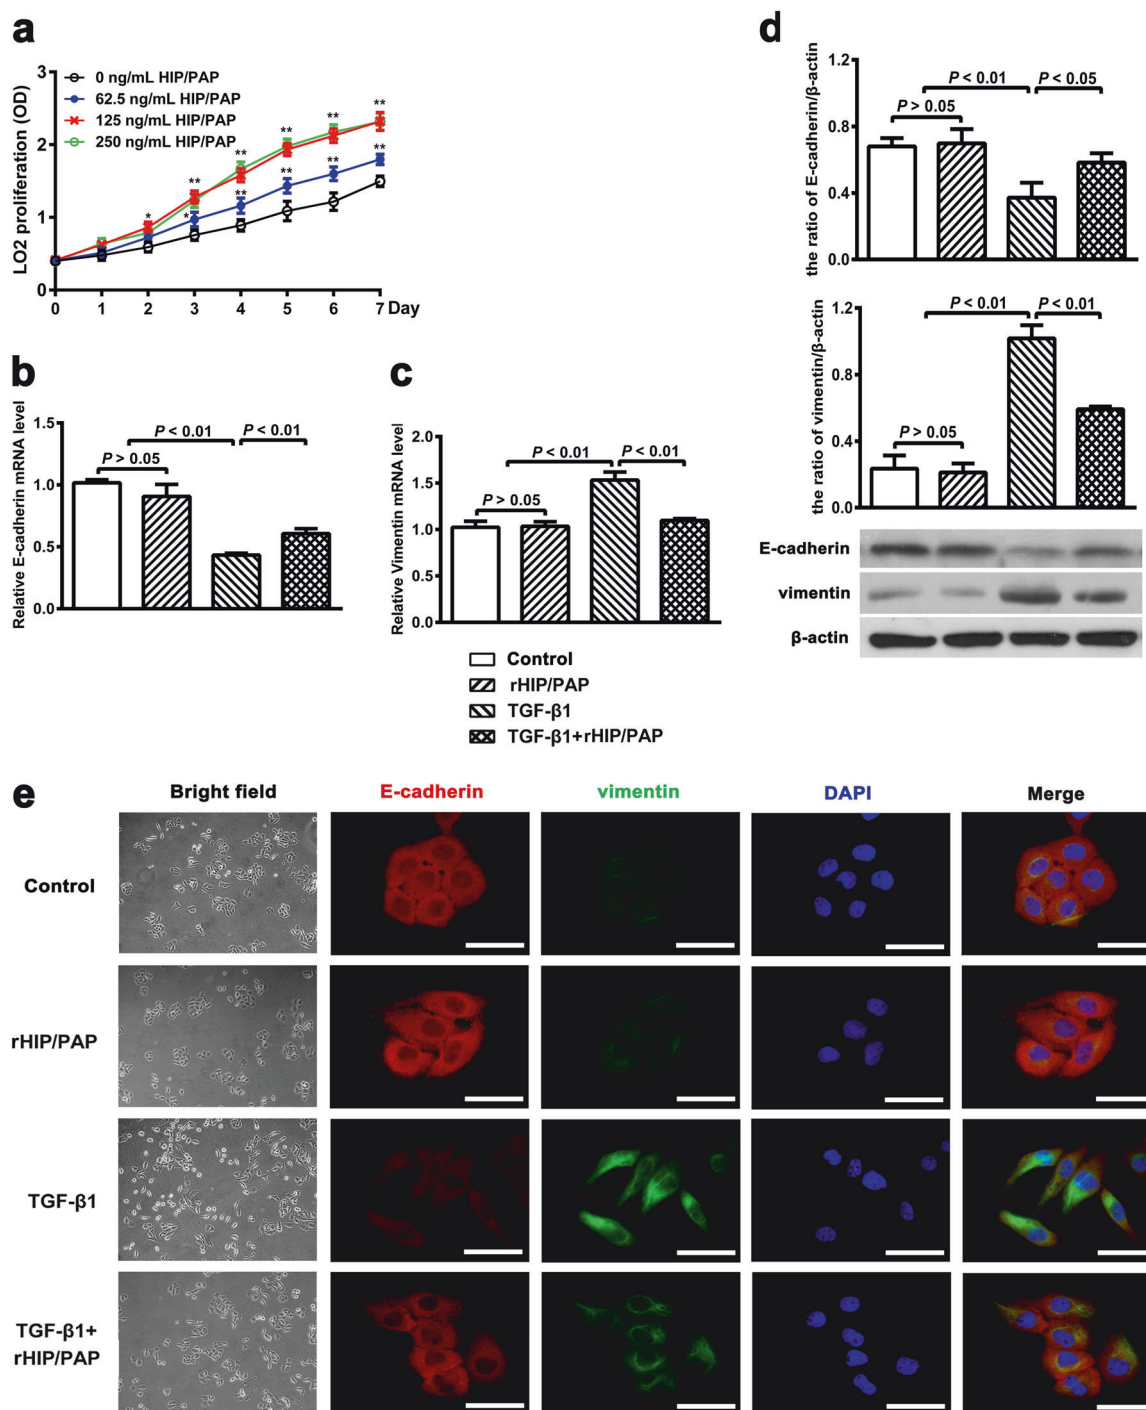 a
LO2 proliferation (OD)
3
2
1
0
0 ng/mL HIP/PAP
62.5 ng/mL HIP/PAP
125 ng/mL HIP/PAP
250 ng/mL HIP/PAP
* ** ** ** ** **
* ** ** ** **
0 1 2 3 4 5 6 7 Day
b
Relative E-cadherin mRNA level
1.5
1.0
0.5
0.0
P < 0.01
P < 0.01
P > 0.05
c
Relative Vimentin mRNA level
2.0
1.5
1.0
0.5
0.0
P < 0.01
P < 0.01
P > 0.05
Control
rHIP/PAP
TGF-β1
TGF-β1+rHIP/PAP
d
the ratio of E-cadherin/β-actin
1.2
0.8
0.4
0.0
P < 0.01
P < 0.05
P > 0.05
the ratio of vimentin/β-actin
1.2
0.8
0.4
0.0
P < 0.01
P < 0.01
P > 0.05
E-cadherin
vimentin
β-actin
e
Bright field E-cadherin vimentin DAPI Merge
Control
rHIP/PAP
TGF-β1
TGF-β1+
rHIP/PAP